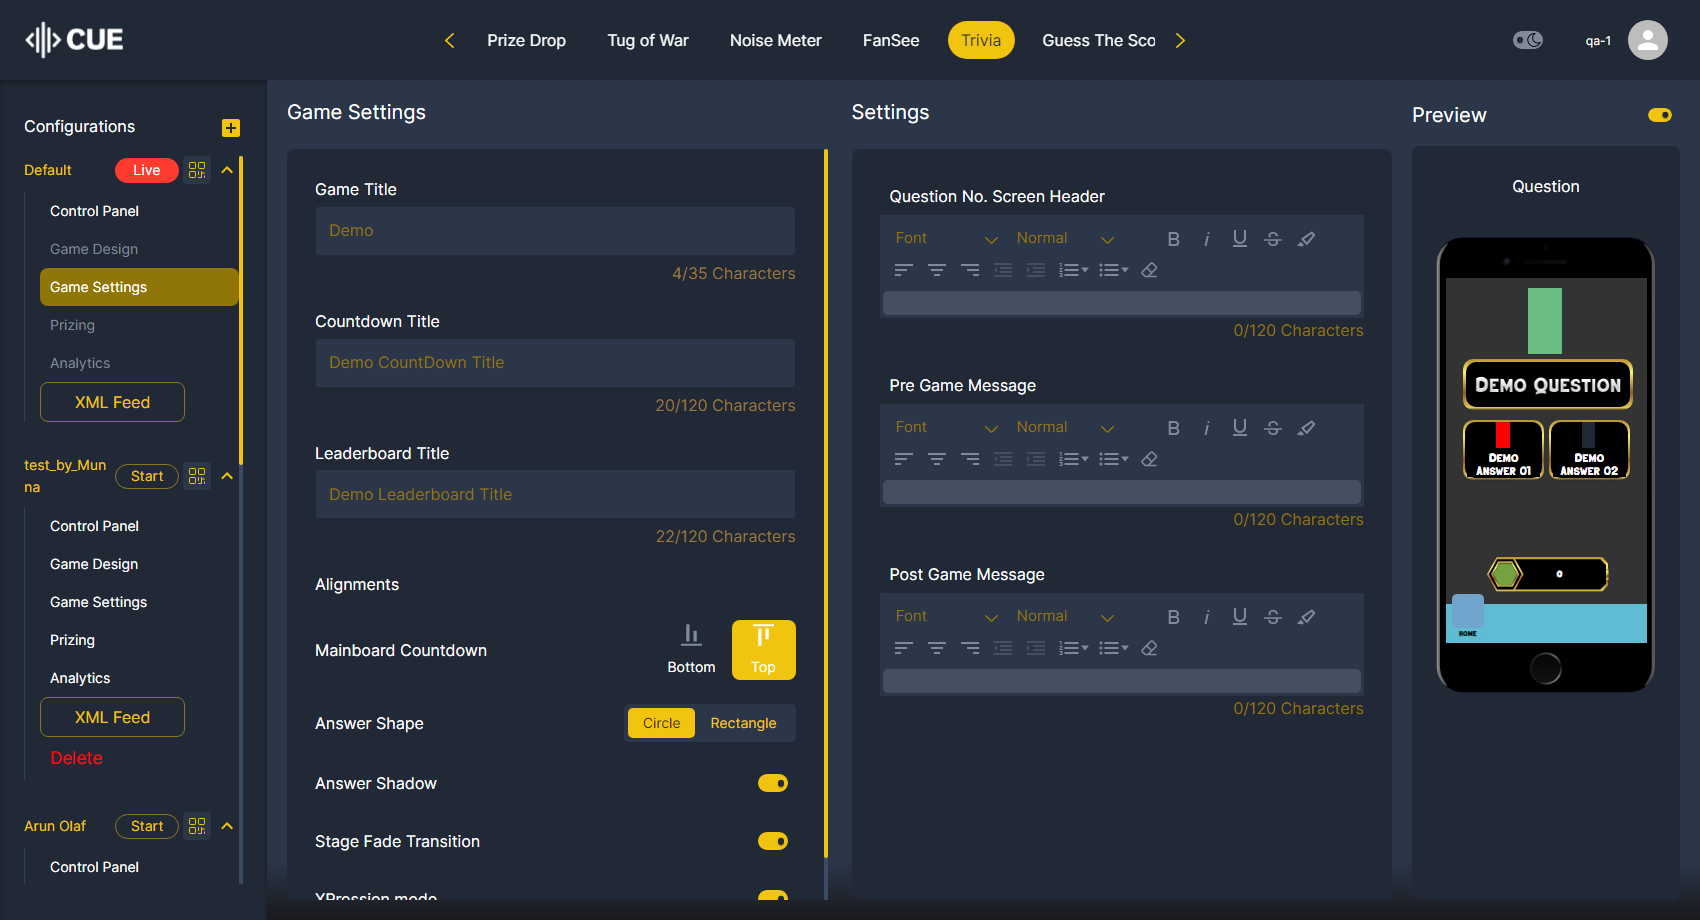 CUE
Prize Drop
Tug of War
Noise Meter
FanSee
Trivia
Guess The Sco
qa-1
Configurations
Default
Live
Control Panel
Game Design
Game Settings
Prizing
Analytics
XML Feed
test_by_Mun
na
Start
Control Panel
Game Design
Game Settings
Prizing
Analytics
XML Feed
Delete
Arun Olaf
Start
Control Panel
Game Settings
Game Title
Demo
4/35 Characters
Countdown Title
Demo CountDown Title
20/120 Characters
Leaderboard Title
Demo Leaderboard Title
22/120 Characters
Alignments
Mainboard Countdown
Bottom
Top
Answer Shape
Circle
Rectangle
Answer Shadow
Stage Fade Transition
XPression mode
Settings
Question No. Screen Header
Font
Normal
0/120 Characters
Pre Game Message
Font
Normal
0/120 Characters
Post Game Message
Font
Normal
0/120 Characters
Preview
Question
DEMO QUESTION
DEMO
ANSWER 01
DEMO
ANSWER 02
0
HOME